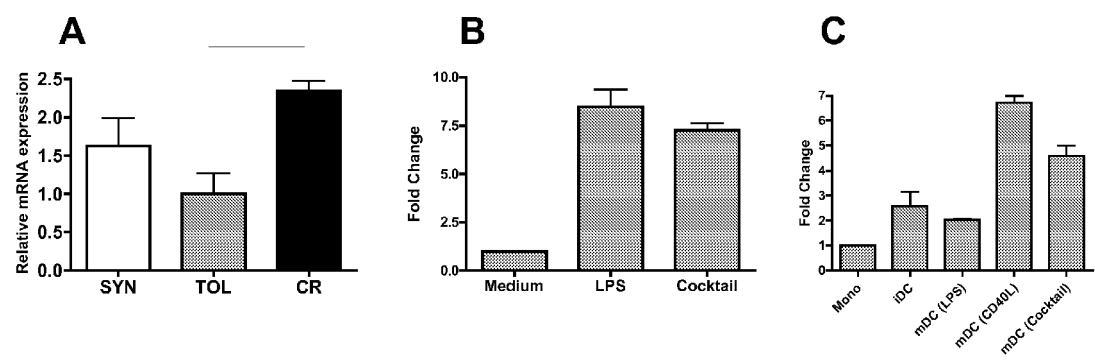 A
Relative mRNA expression
2.5
2.0
1.5
1.0
0.5
0.0
SYN TOL CR
B
Fold Change
10.0
7.5
5.0
2.5
0.0
Medium LPS Cocktail
C
Fold Change
7
6
5
4
3
2
1
0
Mono
iDC
mDC (LPS)
mDC (CD40L)
mDC (Cocktail)